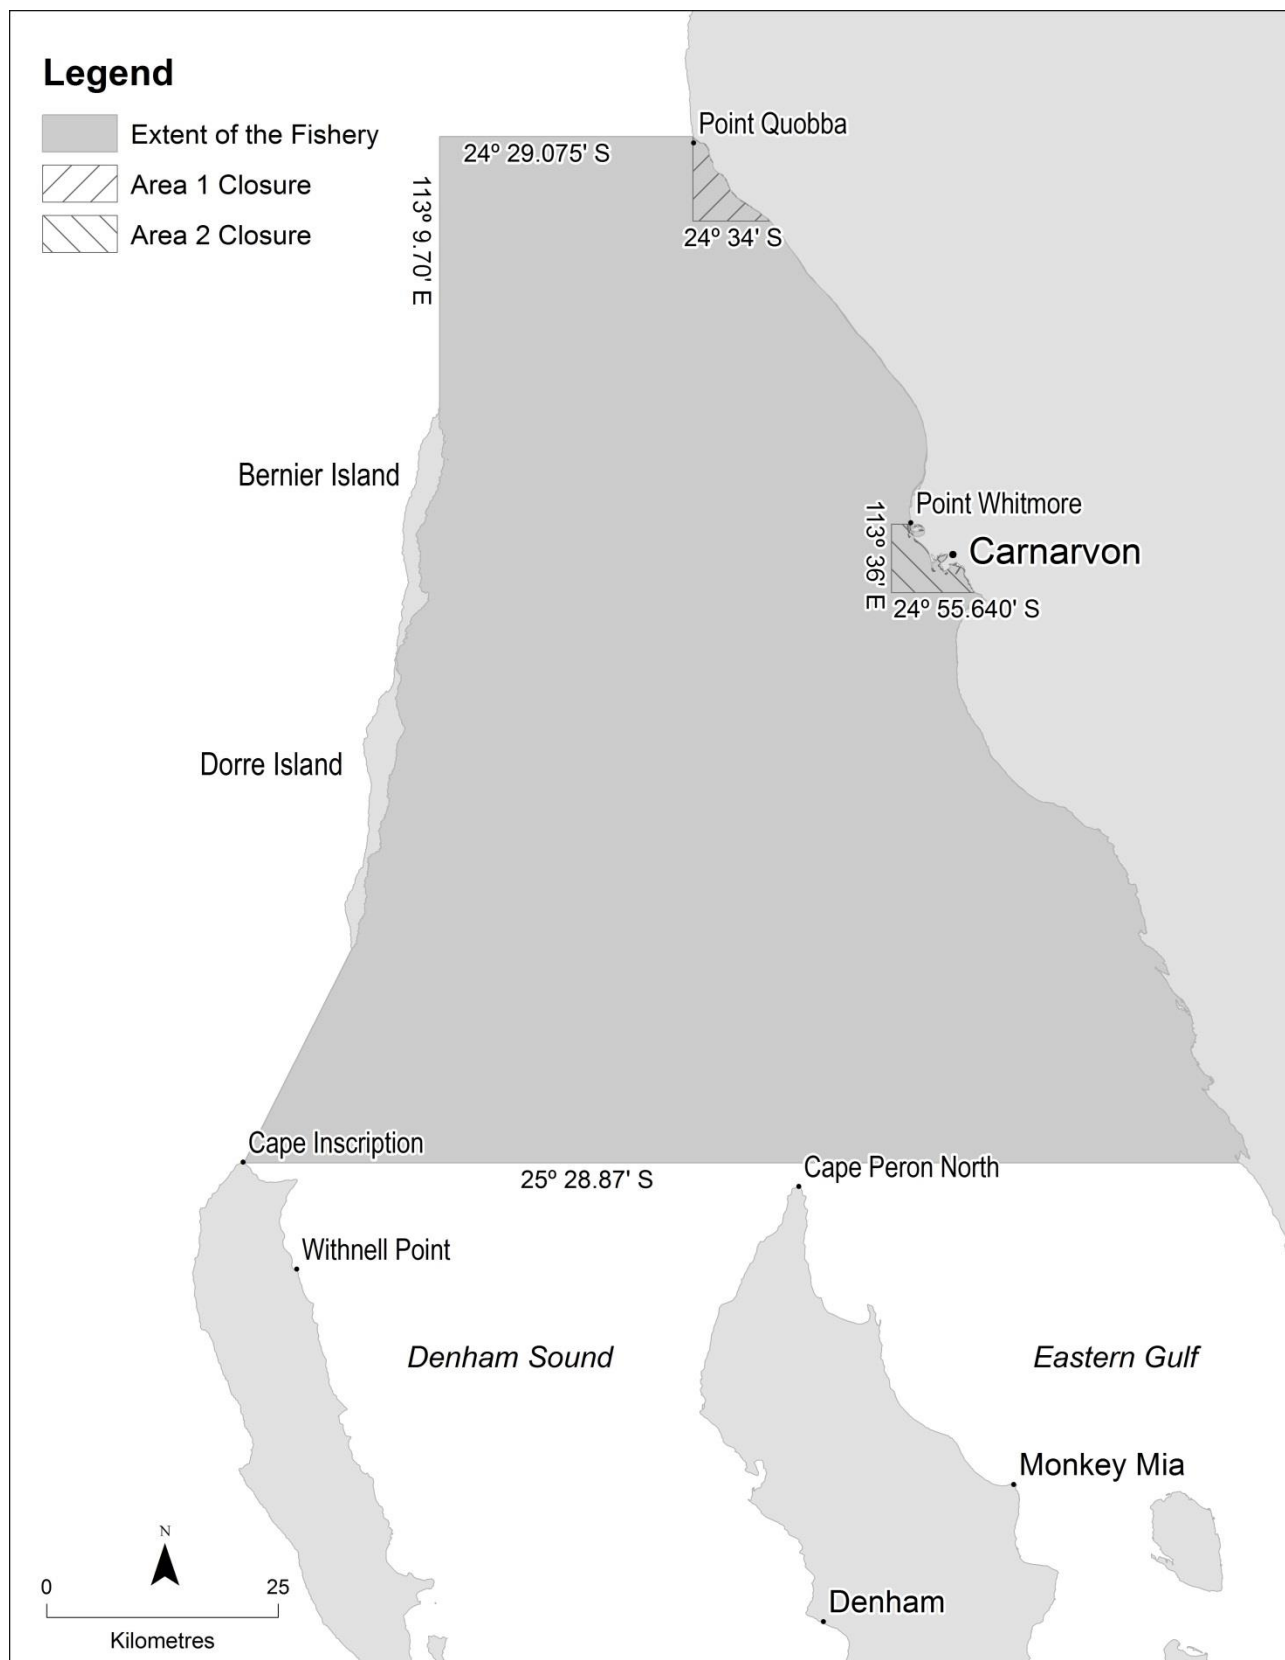 Legend
Extent of the Fishery
Area 1 Closure
Area 2 Closure
Point Quobba
24º 29.075' S
113º 9.70' E
24º 34' S
Bernier Island
Point Whitmore
113º 36' E
Carnarvon
24º 55.640' S
Dorre Island
Cape Inscription
25º 28.87' S
Cape Peron North
Withnell Point
Denham Sound
Eastern Gulf
Monkey Mia
N
0 25
Kilometres
Denham